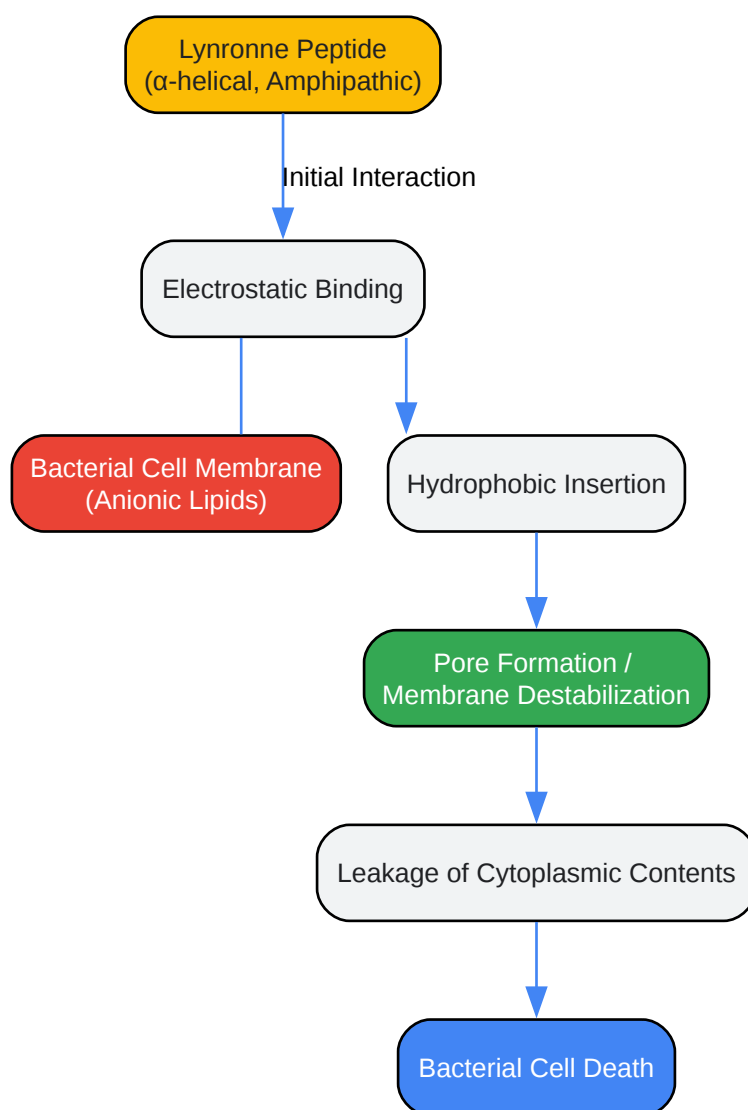 Lynronne Peptide
(α-helical, Amphipathic)
Initial Interaction
Electrostatic Binding
Bacterial Cell Membrane
(Anionic Lipids)
Hydrophobic Insertion
Pore Formation /
Membrane Destabilization
Leakage of Cytoplasmic Contents
Bacterial Cell Death